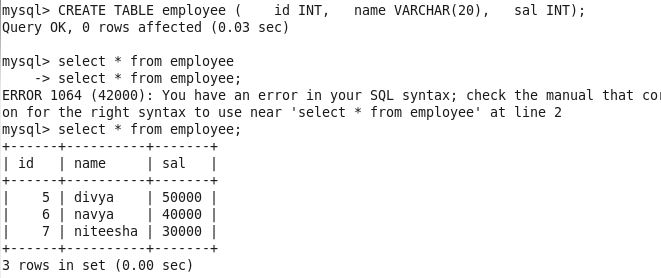 mysql> CREATE TABLE employee (    id INT,   name VARCHAR(20),   sal INT);
Query OK, 0 rows affected (0.03 sec)

mysql> select * from employee
    -> select * from employee;
ERROR 1064 (42000): You have an error in your SQL syntax; check the manual that cor
on for the right syntax to use near 'select * from employee' at line 2
mysql> select * from employee;
+------+----------+-------+
| id   | name     | sal   |
+------+----------+-------+
|    5 | divya    | 50000 |
|    6 | navya    | 40000 |
|    7 | niteesha | 30000 |
+------+----------+-------+
3 rows in set (0.00 sec)